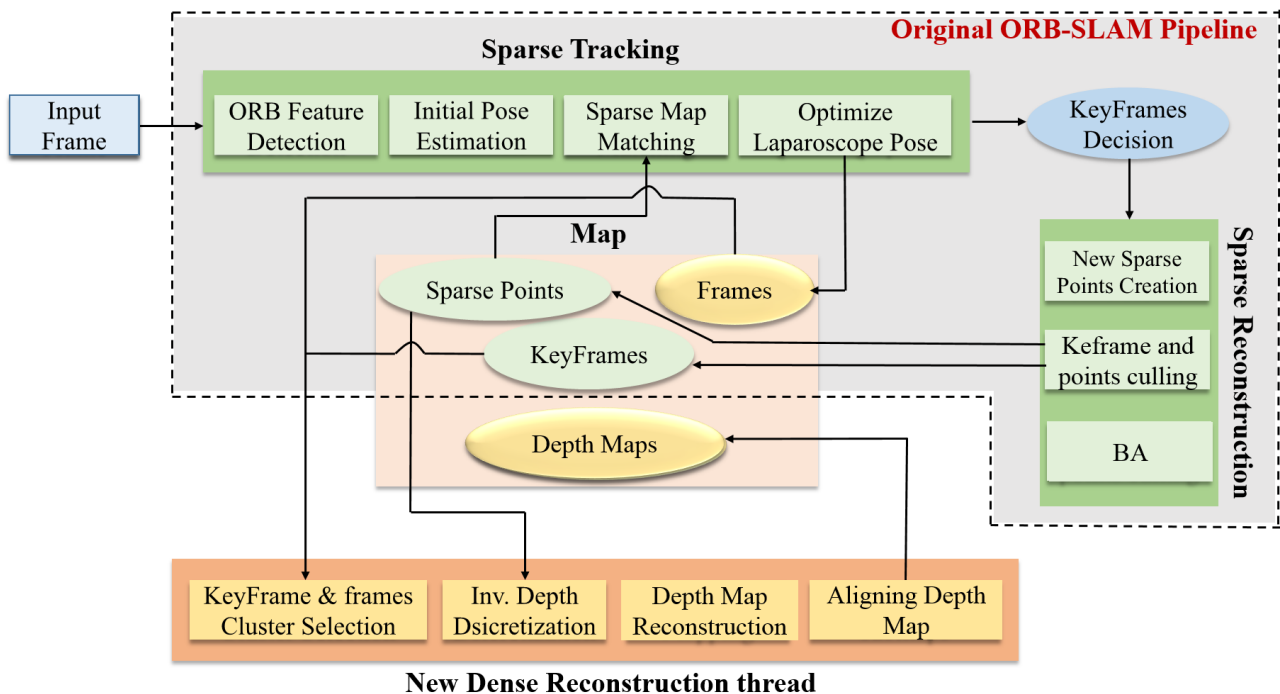 Original ORB-SLAM Pipeline
Sparse Tracking
Input
Frame
ORB Feature
Detection
Initial Pose
Estimation
Sparse Map
Matching
Optimize
Laparoscope Pose
KeyFrames
Decision
Map
Sparse Points
Frames
KeyFrames
Depth Maps
New Sparse
Points Creation
Keframe and
points culling
BA
Sparse Reconstruction
KeyFrame & frames
Cluster Selection
Inv. Depth
Dsicretization
Depth Map
Reconstruction
Aligning Depth
Map
New Dense Reconstruction thread